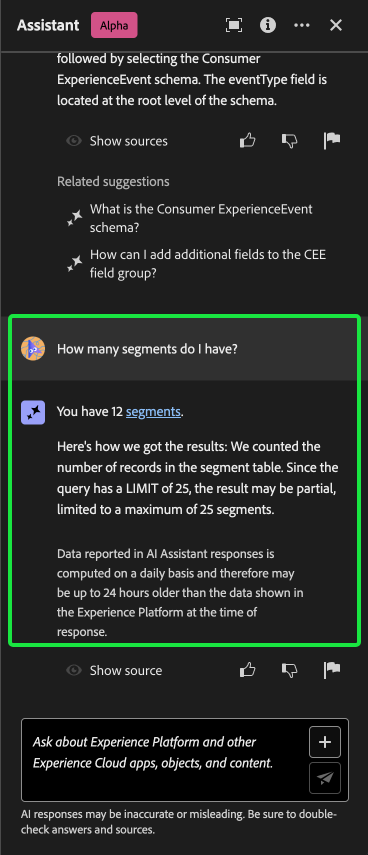 Assistant Alpha
followed by selecting the Consumer
ExperienceEvent schema. The eventType field is
located at the root level of the schema.
Show sources
Related suggestions
What is the Consumer ExperienceEvent
schema?
How can I add additional fields to the CEE
field group?
How many segments do I have?
You have 12 segments.
Here's how we got the results: We counted the
number of records in the segment table. Since the
query has a LIMIT of 25, the result may be partial,
limited to a maximum of 25 segments.
Data reported in AI Assistant responses is
computed on a daily basis and therefore may
be up to 24 hours older than the data shown in
the Experience Platform at the time of
response.
Show source
Ask about Experience Platform and other
Experience Cloud apps, objects, and content.
AI responses may be inaccurate or misleading. Be sure to double-
check answers and sources.